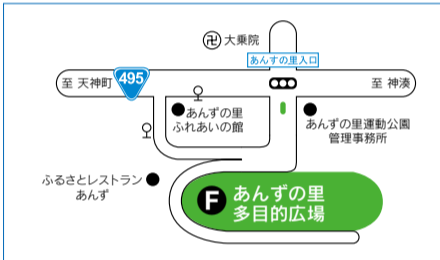 卍 大乗院
あんずの里入口
至 天神町
495
至 神湊
あんずの里
ふれあいの館
あんずの里運動公園
管理事務所
ふるさとレストラン
あんず
F
あんずの里
多目的広場